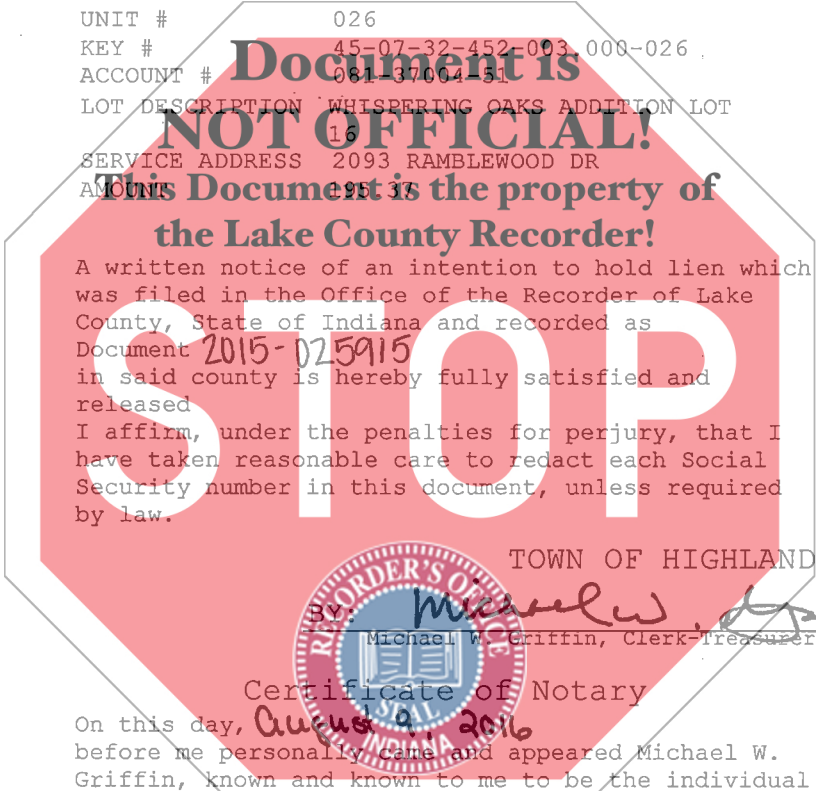 UNIT # 026
KEY # 45-07-32-452-003.000-026
ACCOUNT # 081-37004-51
Document is
LOT DESCRIPTION WHISPERING OAKS ADDITION LOT
16
NOT OFFICIAL!
SERVICE ADDRESS 2093 RAMBLEWOOD DR
AMOUNT 195.37
This Document is the property of
the Lake County Recorder!
A written notice of an intention to hold lien which
was filed in the Office of the Recorder of Lake
County, State of Indiana and recorded as
Document 2015-025915
in said county is hereby fully satisfied and
released
STOP
I affirm, under the penalties for perjury, that I
have taken reasonable care to redact each Social
Security number in this document, unless required
by law.
TOWN OF HIGHLAND
BY: Michael W.
Michael W. Griffin, Clerk-Treasurer
RECORDER'S OFFICE
SEAL
INDIANA
Certificate of Notary
On this day, August 9, 2016
before me personally came and appeared Michael W.
Griffin, known and known to me to be the individual